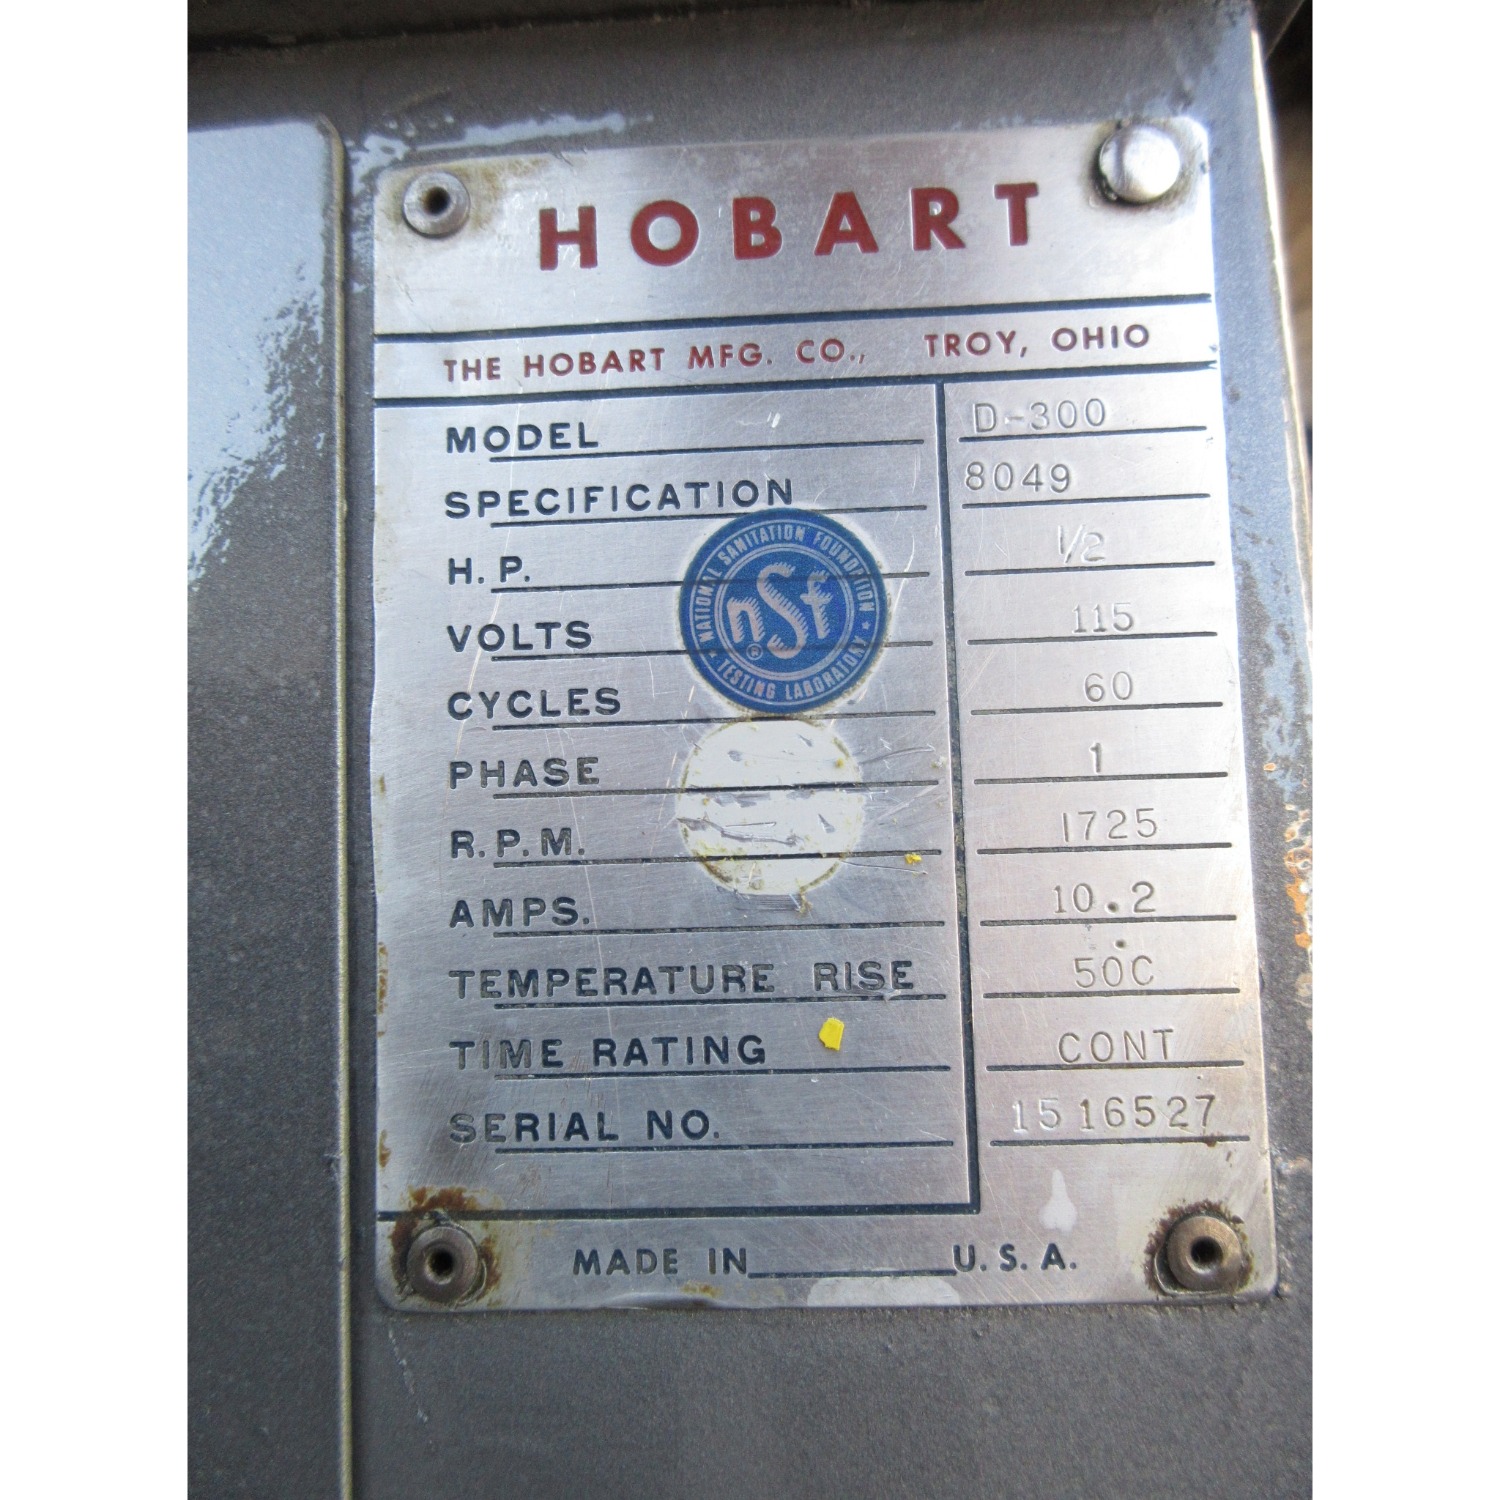 HOBART
THE HOBART MFG. CO., TROY, OHIO
MODEL D-300
SPECIFICATION 8049
H. P. 1/2
VOLTS 115
CYCLES 60
PHASE 1
R. P. M. 1725
AMPS. 10.2
TEMPERATURE RISE 50C
TIME RATING CONT
SERIAL NO. 1516527
NATIONAL SANITATION FOUNDATION
nsf ®
* TESTING LABORATORY *
MADE IN U. S. A.